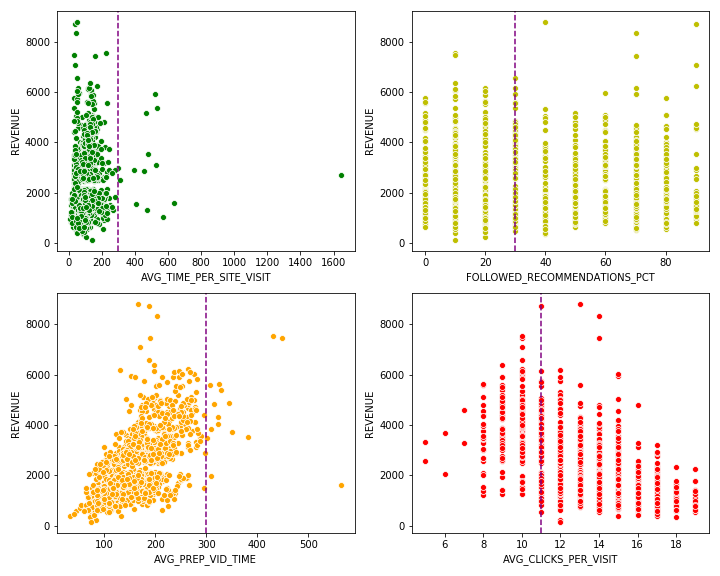 8000
6000
4000
2000
0
REVENUE
0 200 400 600 800 1000 1200 1400 1600
AVG_TIME_PER_SITE_VISIT
8000
6000
4000
2000
0
REVENUE
0 20 40 60 80
FOLLOWED_RECOMMENDATIONS_PCT
8000
6000
4000
2000
0
REVENUE
100 200 300 400 500
AVG_PREP_VID_TIME
8000
6000
4000
2000
0
REVENUE
6 8 10 12 14 16 18
AVG_CLICKS_PER_VISIT